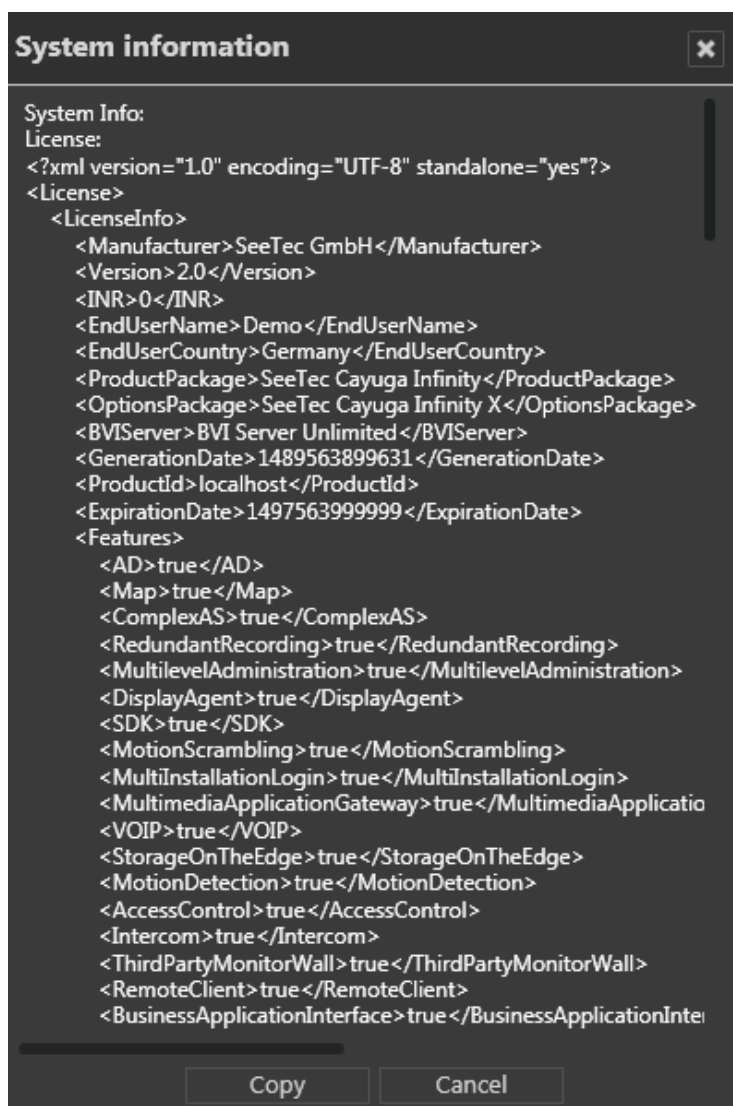 System information
System Info:
License:
<?xml version="1.0" encoding="UTF-8" standalone="yes"?>
<License>
<LicenseInfo>
<Manufacturer>SeeTec GmbH</Manufacturer>
<Version>2.0</Version>
<INR>0</INR>
<EndUserName>Demo</EndUserName>
<EndUserCountry>Germany</EndUserCountry>
<ProductPackage>SeeTec Cayuga Infinity</ProductPackage>
<OptionsPackage>SeeTec Cayuga Infinity X</OptionsPackage>
<BVIServer>BVI Server Unlimited</BVIServer>
<GenerationDate>1489563899631</GenerationDate>
<ProductId>localhost</ProductId>
<ExpirationDate>1497563999999</ExpirationDate>
<Features>
<AD>true</AD>
<Map>true</Map>
<ComplexAS>true</ComplexAS>
<RedundantRecording>true</RedundantRecording>
<MultilevelAdministration>true</MultilevelAdministration>
<DisplayAgent>true</DisplayAgent>
<SDK>true</SDK>
<MotionScrambling>true</MotionScrambling>
<MultiInstallationLogin>true</MultiInstallationLogin>
<MultimediaApplicationGateway>true</MultimediaApplicatio
<VOIP>true</VOIP>
<StorageOnTheEdge>true</StorageOnTheEdge>
<MotionDetection>true</MotionDetection>
<AccessControl>true</AccessControl>
<Intercom>true</Intercom>
<ThirdPartyMonitorWall>true</ThirdPartyMonitorWall>
<RemoteClient>true</RemoteClient>
<BusinessApplicationInterface>true</BusinessApplicationInter
Copy Cancel